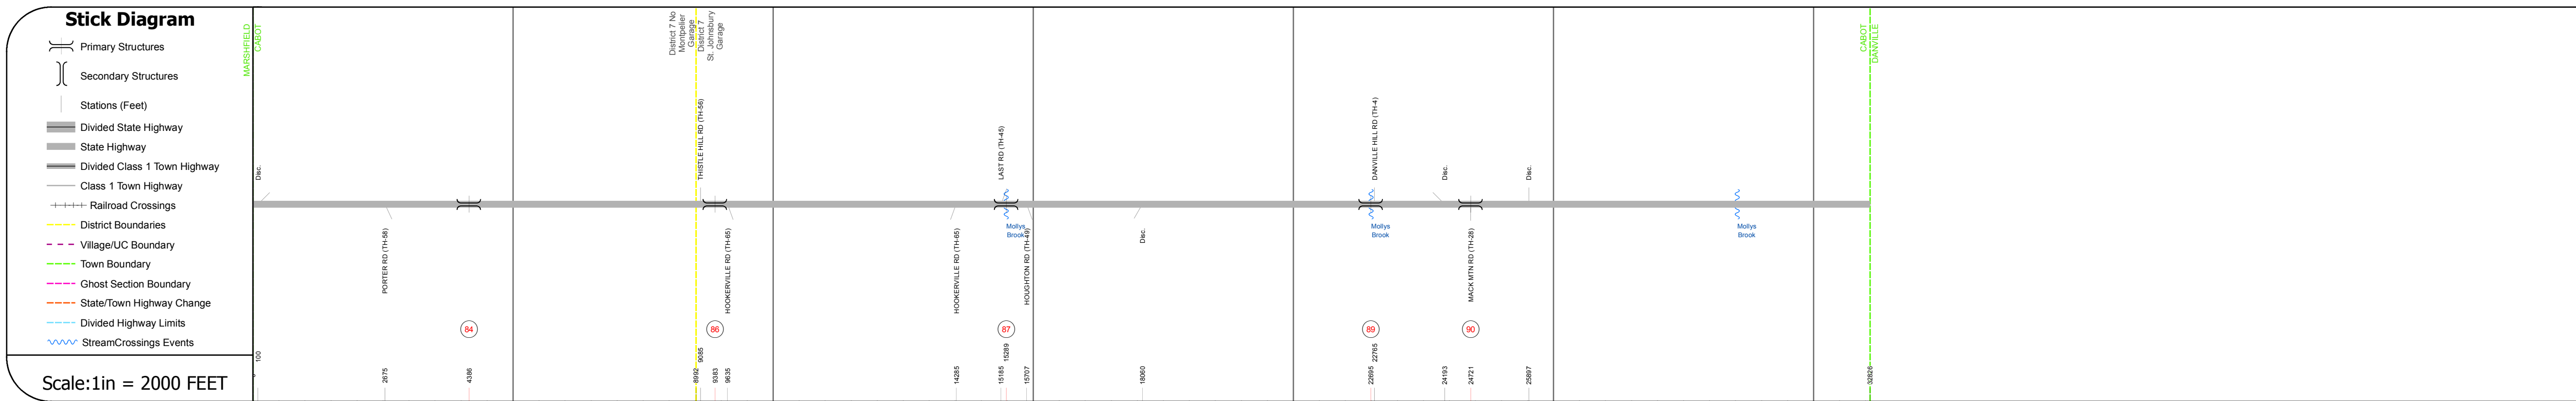 Stick Diagram
Primary Structures
Secondary Structures
Stations (Feet)
Divided State Highway
State Highway
Divided Class 1 Town Highway
Class 1 Town Highway
Railroad Crossings
District Boundaries
Village/UC Boundary
Town Boundary
Ghost Section Boundary
State/Town Highway Change
Divided Highway Limits
StreamCrossings Events
Scale:1in = 2000 FEET
MARSHFIELD
CABOT
District 7 No
Montpelier
Garage
District 7
St. Johnsbury
Garage
CABOT
DANVILLE
Disc.
THISTLE HILL RD (TH-56)
LAST RD (TH-45)
DANVILLE HILL RD (TH-4)
Disc.
Disc.
PORTER RD (TH-58)
HOOKERVILLE RD (TH-65)
HOOKERVILLE RD (TH-65)
Mollys
Brook
HOUGHTON RD (TH-49)
Disc.
Mollys
Brook
MACK MTN RD (TH-28)
Mollys
Brook
84
86
87
89
90
100
2675
4386
8992
9085
9383
9635
14285
15185
15289
15707
18060
22695
22765
24193
24721
25897
32826